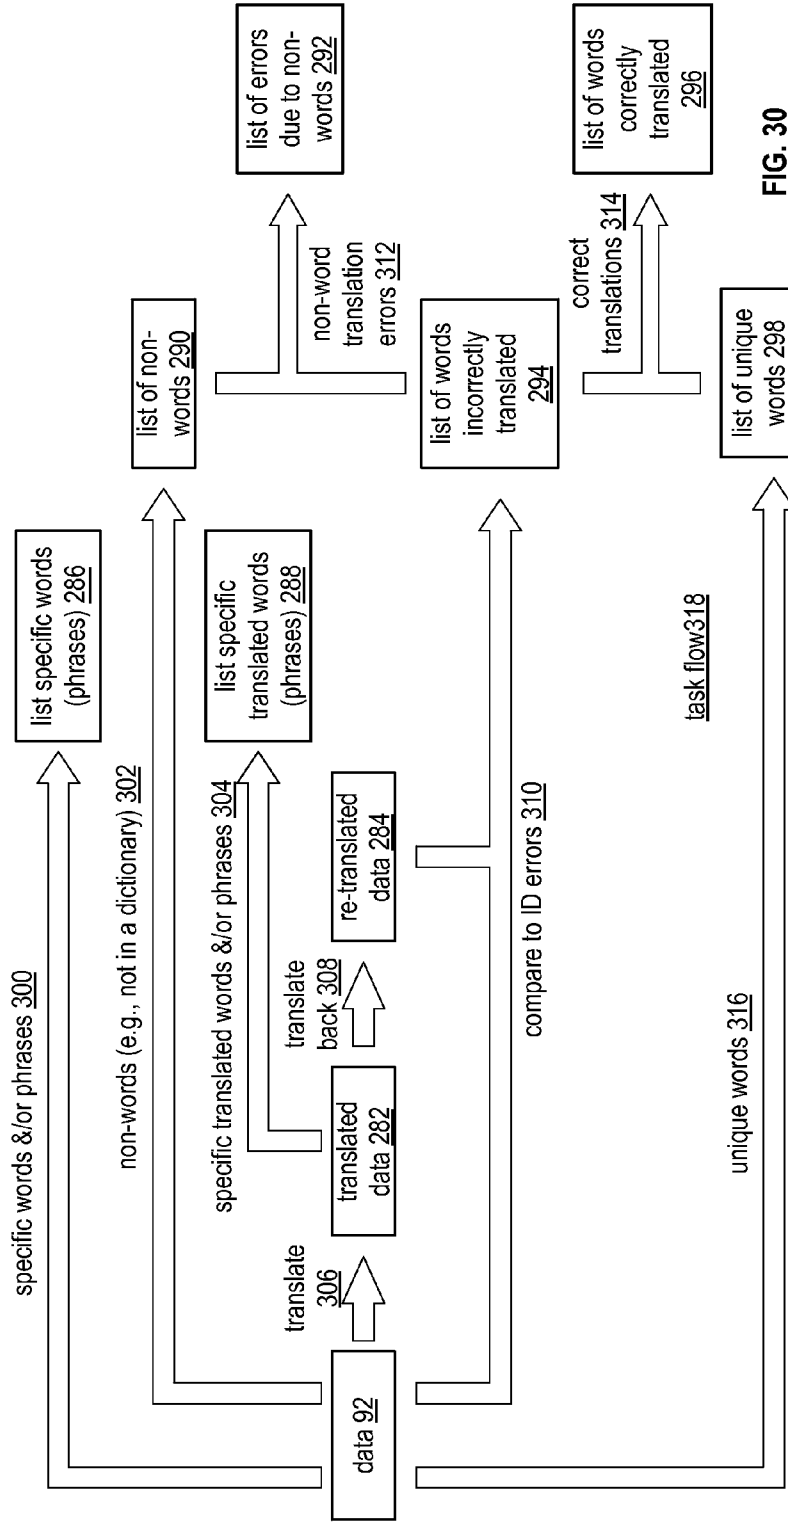 specific words &/or phrases 300
list specific words
(phrases) 286
non-words (e.g., not in a dictionary) 302
list of non-
words 290
list of errors
due to non-
words 292
specific translated words &/or phrases 304
list specific
translated words
(phrases) 288
data 92
translate
306
translated
data 282
translate
back 308
re-translated
data 284
non-word
translation
errors 312
compare to ID errors 310
list of words
incorrectly
translated
294
correct
translations 314
list of words
correctly
translated
296
task flow318
unique words 316
list of unique
words 298
FIG. 30